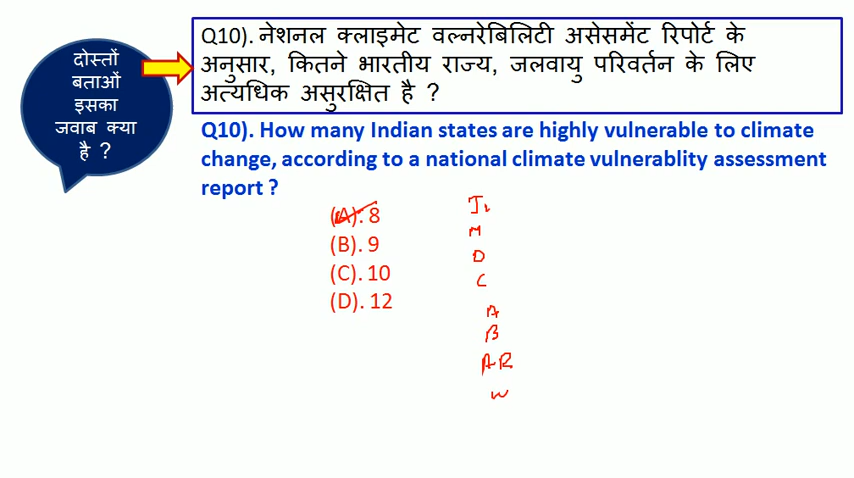 दोस्तों
बताओं
इसका
जवाब क्या
है ?
Q10). नेशनल क्लाइमेट वल्नरेबिलिटी असेसमेंट रिपोर्ट के
अनुसार, कितने भारतीय राज्य, जलवायु परिवर्तन के लिए
अत्यधिक असुरक्षित है ?
Q10). How many Indian states are highly vulnerable to climate
change, according to a national climate vulnerablity assessment
report ?
(A). 8
(B). 9
(C). 10
(D). 12
M
D
C
A
B
AR
W